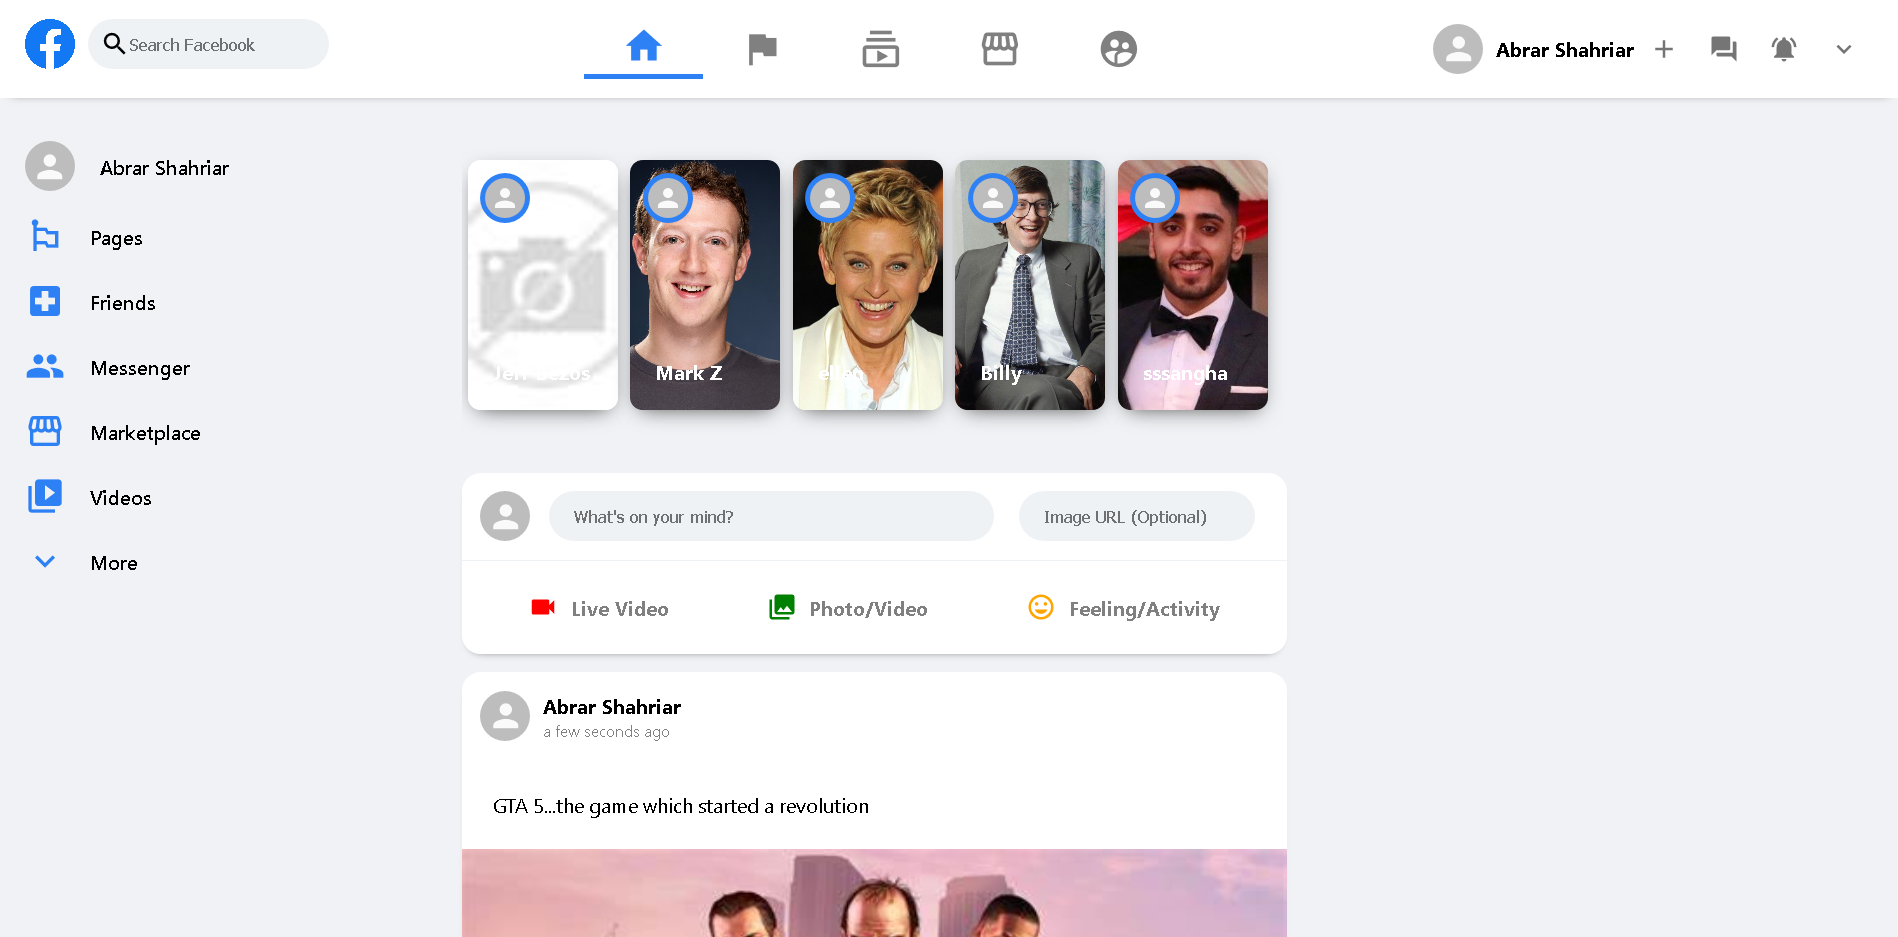 Search Facebook
Abrar Shahriar
Abrar Shahriar
Pages
Friends
Messenger
Marketplace
Videos
More
Jeff Bezos
Mark Z
ellen
Billy
sssangha
What's on your mind?
Image URL (Optional)
Live Video
Photo/Video
Feeling/Activity
Abrar Shahriar
a few seconds ago
GTA 5...the game which started a revolution